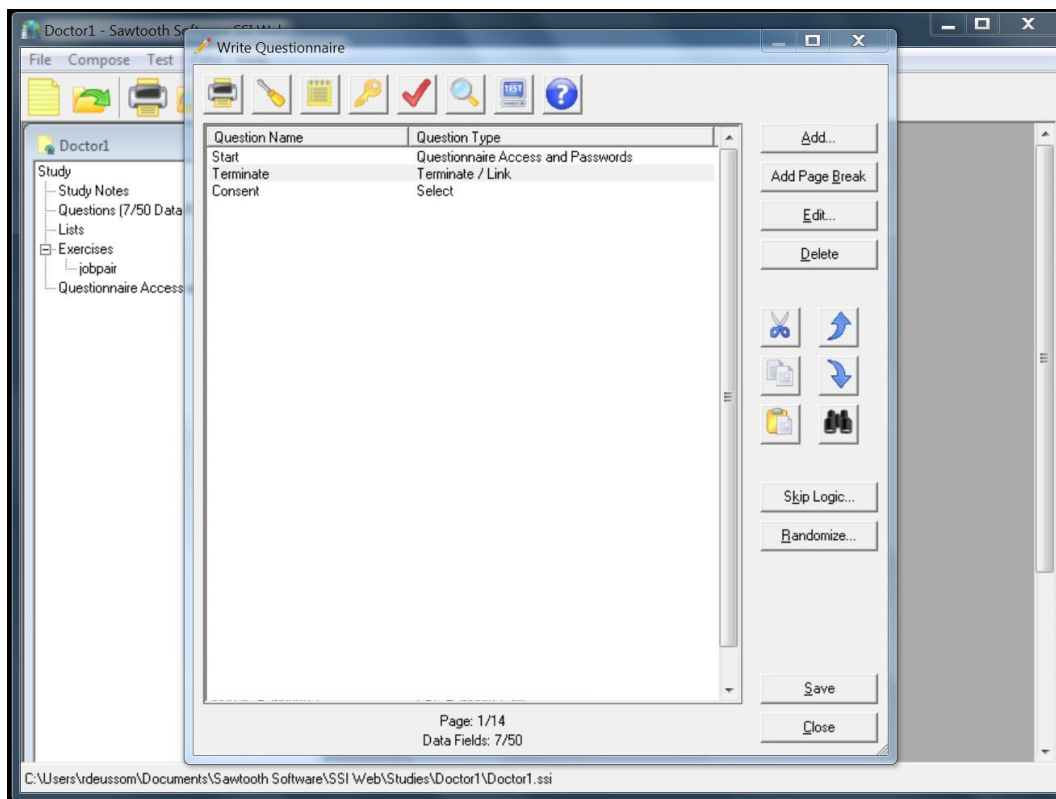 Doctor1 - Sawtooth
Write Questionnaire
File Compose Test
TEST
Doctor1
Study
Study Notes
Questions (7/50 Data
Lists
Exercises
jobpair
Questionnaire Access
Question Name Question Type
Start Questionnaire Access and Passwords
Terminate Terminate / Link
Consent Select
Add...
Add Page Break
Edit...
Delete
Skip Logic...
Randomize...
Save
Close
Page: 1/14
Data Fields: 7/50
C:\Users\rdeussom\Documents\Sawtooth Software\SSI Web\Studies\Doctor1\Doctor1.ssi